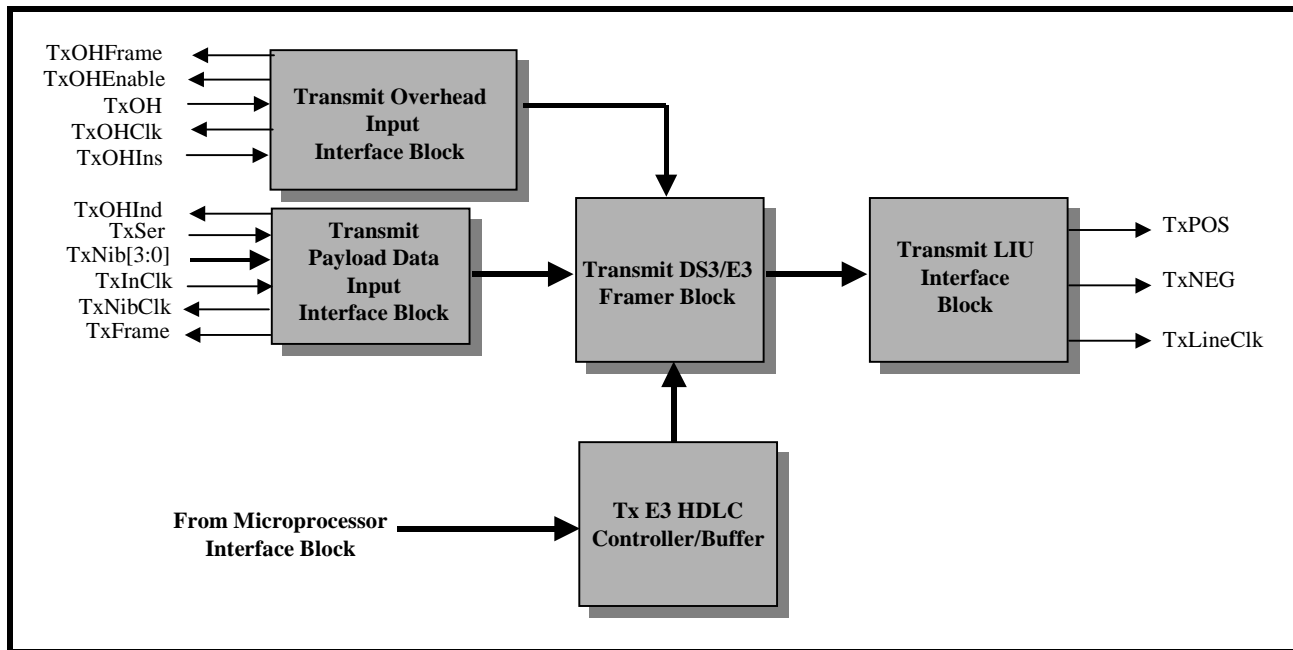 TxOHFrame
TxOHEnable
TxOH
TxOHClk
TxOHIns
Transmit Overhead
Input
Interface Block
TxOHInd
TxSer
TxNib[3:0]
TxInClk
TxNibClk
TxFrame
Transmit
Payload Data
Input
Interface Block
Transmit DS3/E3
Framer Block
Transmit LIU
Interface
Block
TxPOS
TxNEG
TxLineClk
From Microprocessor
Interface Block
Tx E3 HDLC
Controller/Buffer